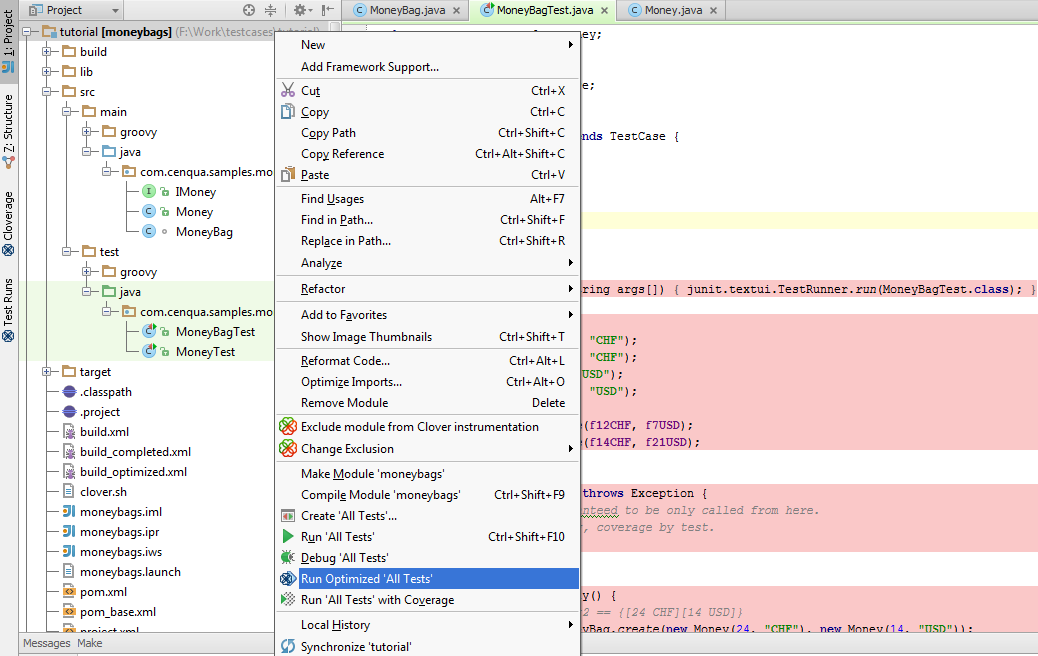 1: Project
Z: Structure
Cloverage
Test Runs
Project
MoneyBag.java
MoneyBagTest.java
Money.java
tutorial [moneybags] (F:\Work\testcases\tutorial)
build
lib
src
main
groovy
java
com.cenqua.samples.mo
IMoney
Money
MoneyBag
test
groovy
java
com.cenqua.samples.mo
MoneyBagTest
MoneyTest
target
.classpath
.project
build.xml
build_completed.xml
build_optimized.xml
clover.sh
moneybags.iml
moneybags.ipr
moneybags.iws
moneybags.launch
pom.xml
pom_base.xml
project.xml
Messages Make
New
Add Framework Support...
Cut Ctrl+X
Copy Ctrl+C
Copy Path Ctrl+Shift+C
Copy Reference Ctrl+Alt+Shift+C
Paste Ctrl+V
Find Usages Alt+F7
Find in Path... Ctrl+Shift+F
Replace in Path... Ctrl+Shift+R
Analyze
Refactor
Add to Favorites
Show Image Thumbnails Ctrl+Shift+T
Reformat Code... Ctrl+Alt+L
Optimize Imports... Ctrl+Alt+O
Remove Module Delete
Exclude module from Clover instrumentation
Change Exclusion
Make Module 'moneybags'
Compile Module 'moneybags' Ctrl+Shift+F9
Create 'All Tests'...
Run 'All Tests' Ctrl+Shift+F10
Debug 'All Tests'
Run Optimized 'All Tests'
Run 'All Tests' with Coverage
Local History
Synchronize 'tutorial'
ey;
e;
nds TestCase {
ring args[]) { junit.textui.TestRunner.run(MoneyBagTest.class); }
"CHF");
"CHF");
USD");
"USD");
(f12CHF, f7USD);
(f14CHF, f21USD);
throws Exception {
nteed to be only called from here.
, coverage by test.
y() {
2 == {[24 CHF][14 USD]}
yBag.create(new Money(24, "CHF"), new Money(14, "USD"));